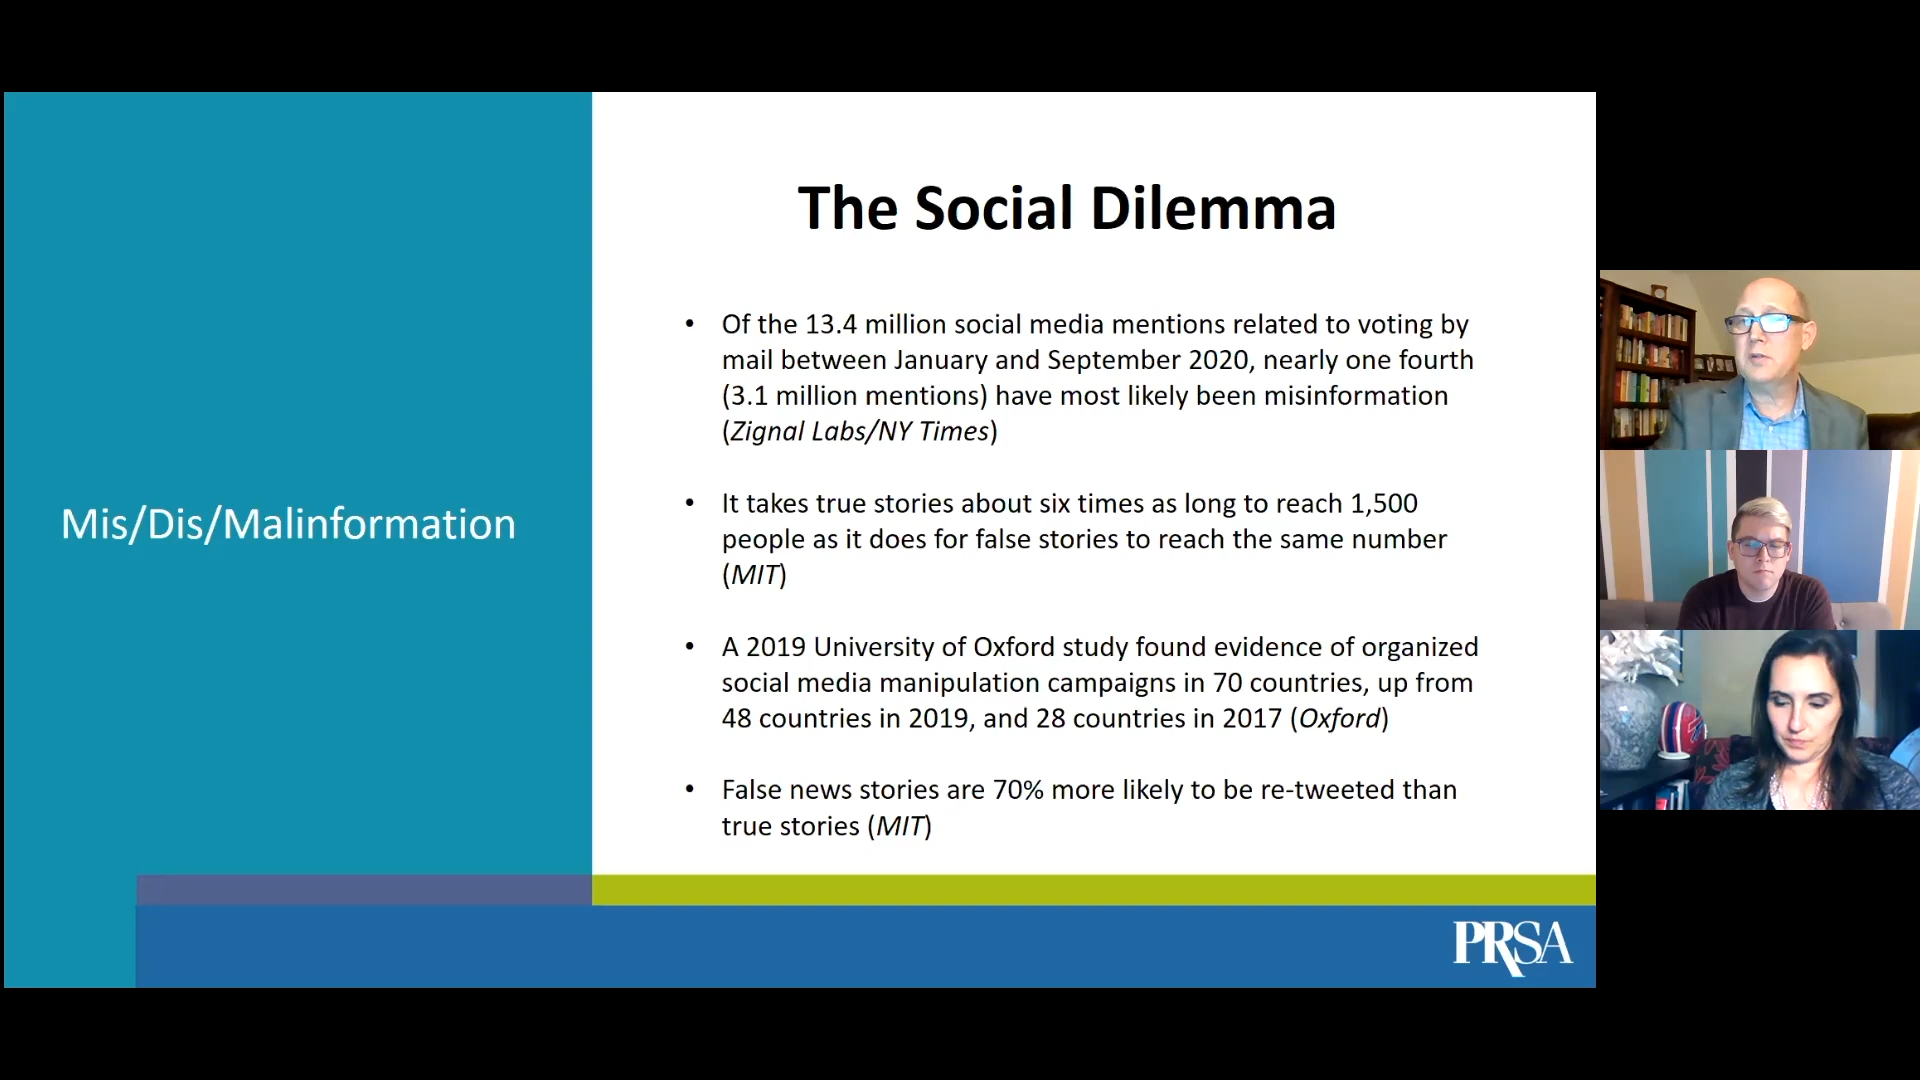 Mis/Dis/Malinformation
The Social Dilemma
• Of the 13.4 million social media mentions related to voting by
mail between January and September 2020, nearly one fourth
(3.1 million mentions) have most likely been misinformation
(Zignal Labs/NY Times)
• It takes true stories about six times as long to reach 1,500
people as it does for false stories to reach the same number
(MIT)
• A 2019 University of Oxford study found evidence of organized
social media manipulation campaigns in 70 countries, up from
48 countries in 2019, and 28 countries in 2017 (Oxford)
• False news stories are 70% more likely to be re-tweeted than
true stories (MIT)
PRSA